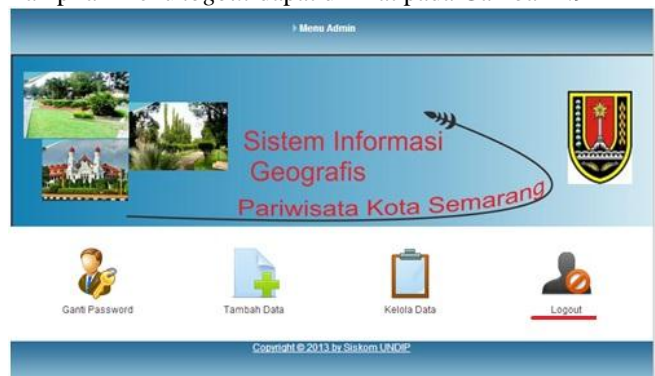 Menu Admin
Sistem Informasi
Geografis
Pariwisata Kota Semarang
Ganti Password
Tambah Data
Kelola Data
Logout
Copyright © 2013 by Siskom UNDIP